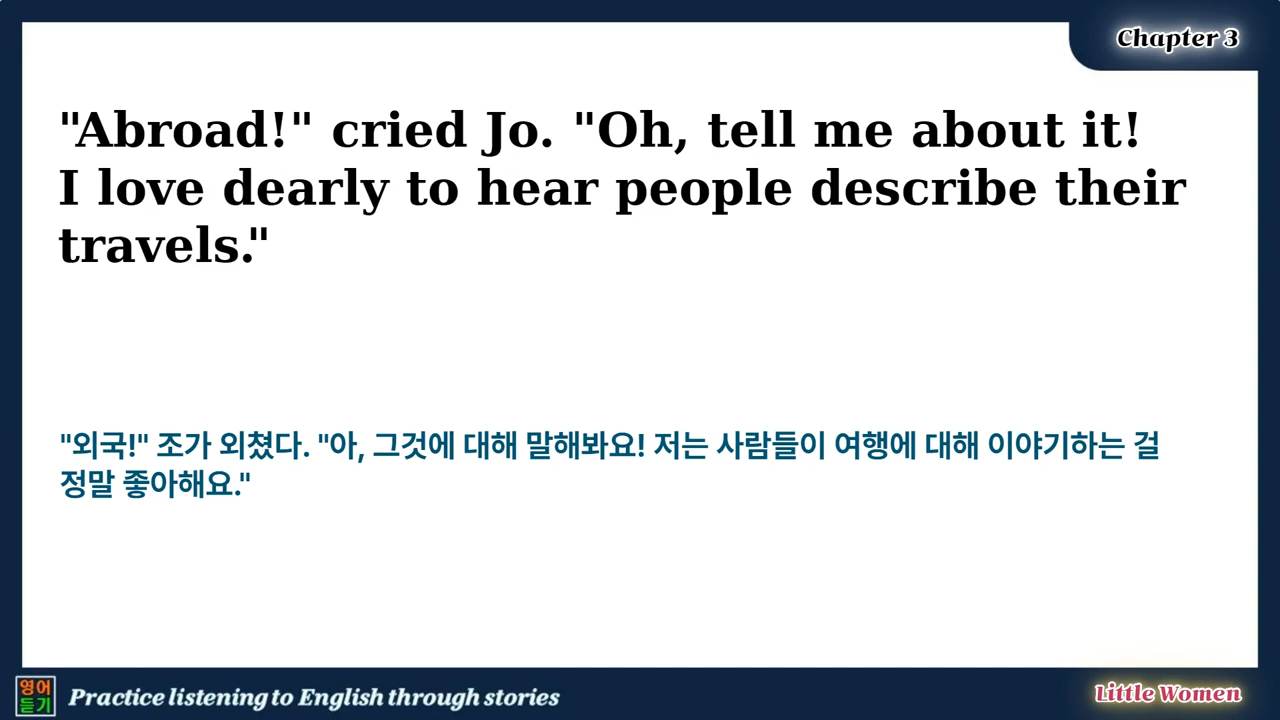 Chapter 3
"Abroad!" cried Jo. "Oh, tell me about it!
I love dearly to hear people describe their
travels."
"외국!" 조가 외쳤다. "아, 그것에 대해 말해봐요! 저는 사람들이 여행에 대해 이야기하는 걸
정말 좋아해요."
영어
듣기
Practice listening to English through stories
Little Women